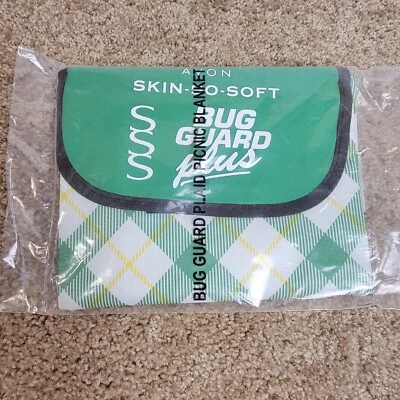 AVON
SKIN-SO-SOFT
SSS
BUG
GUARD
plus
BUG GUARD PLAID PICNIC BLANKET